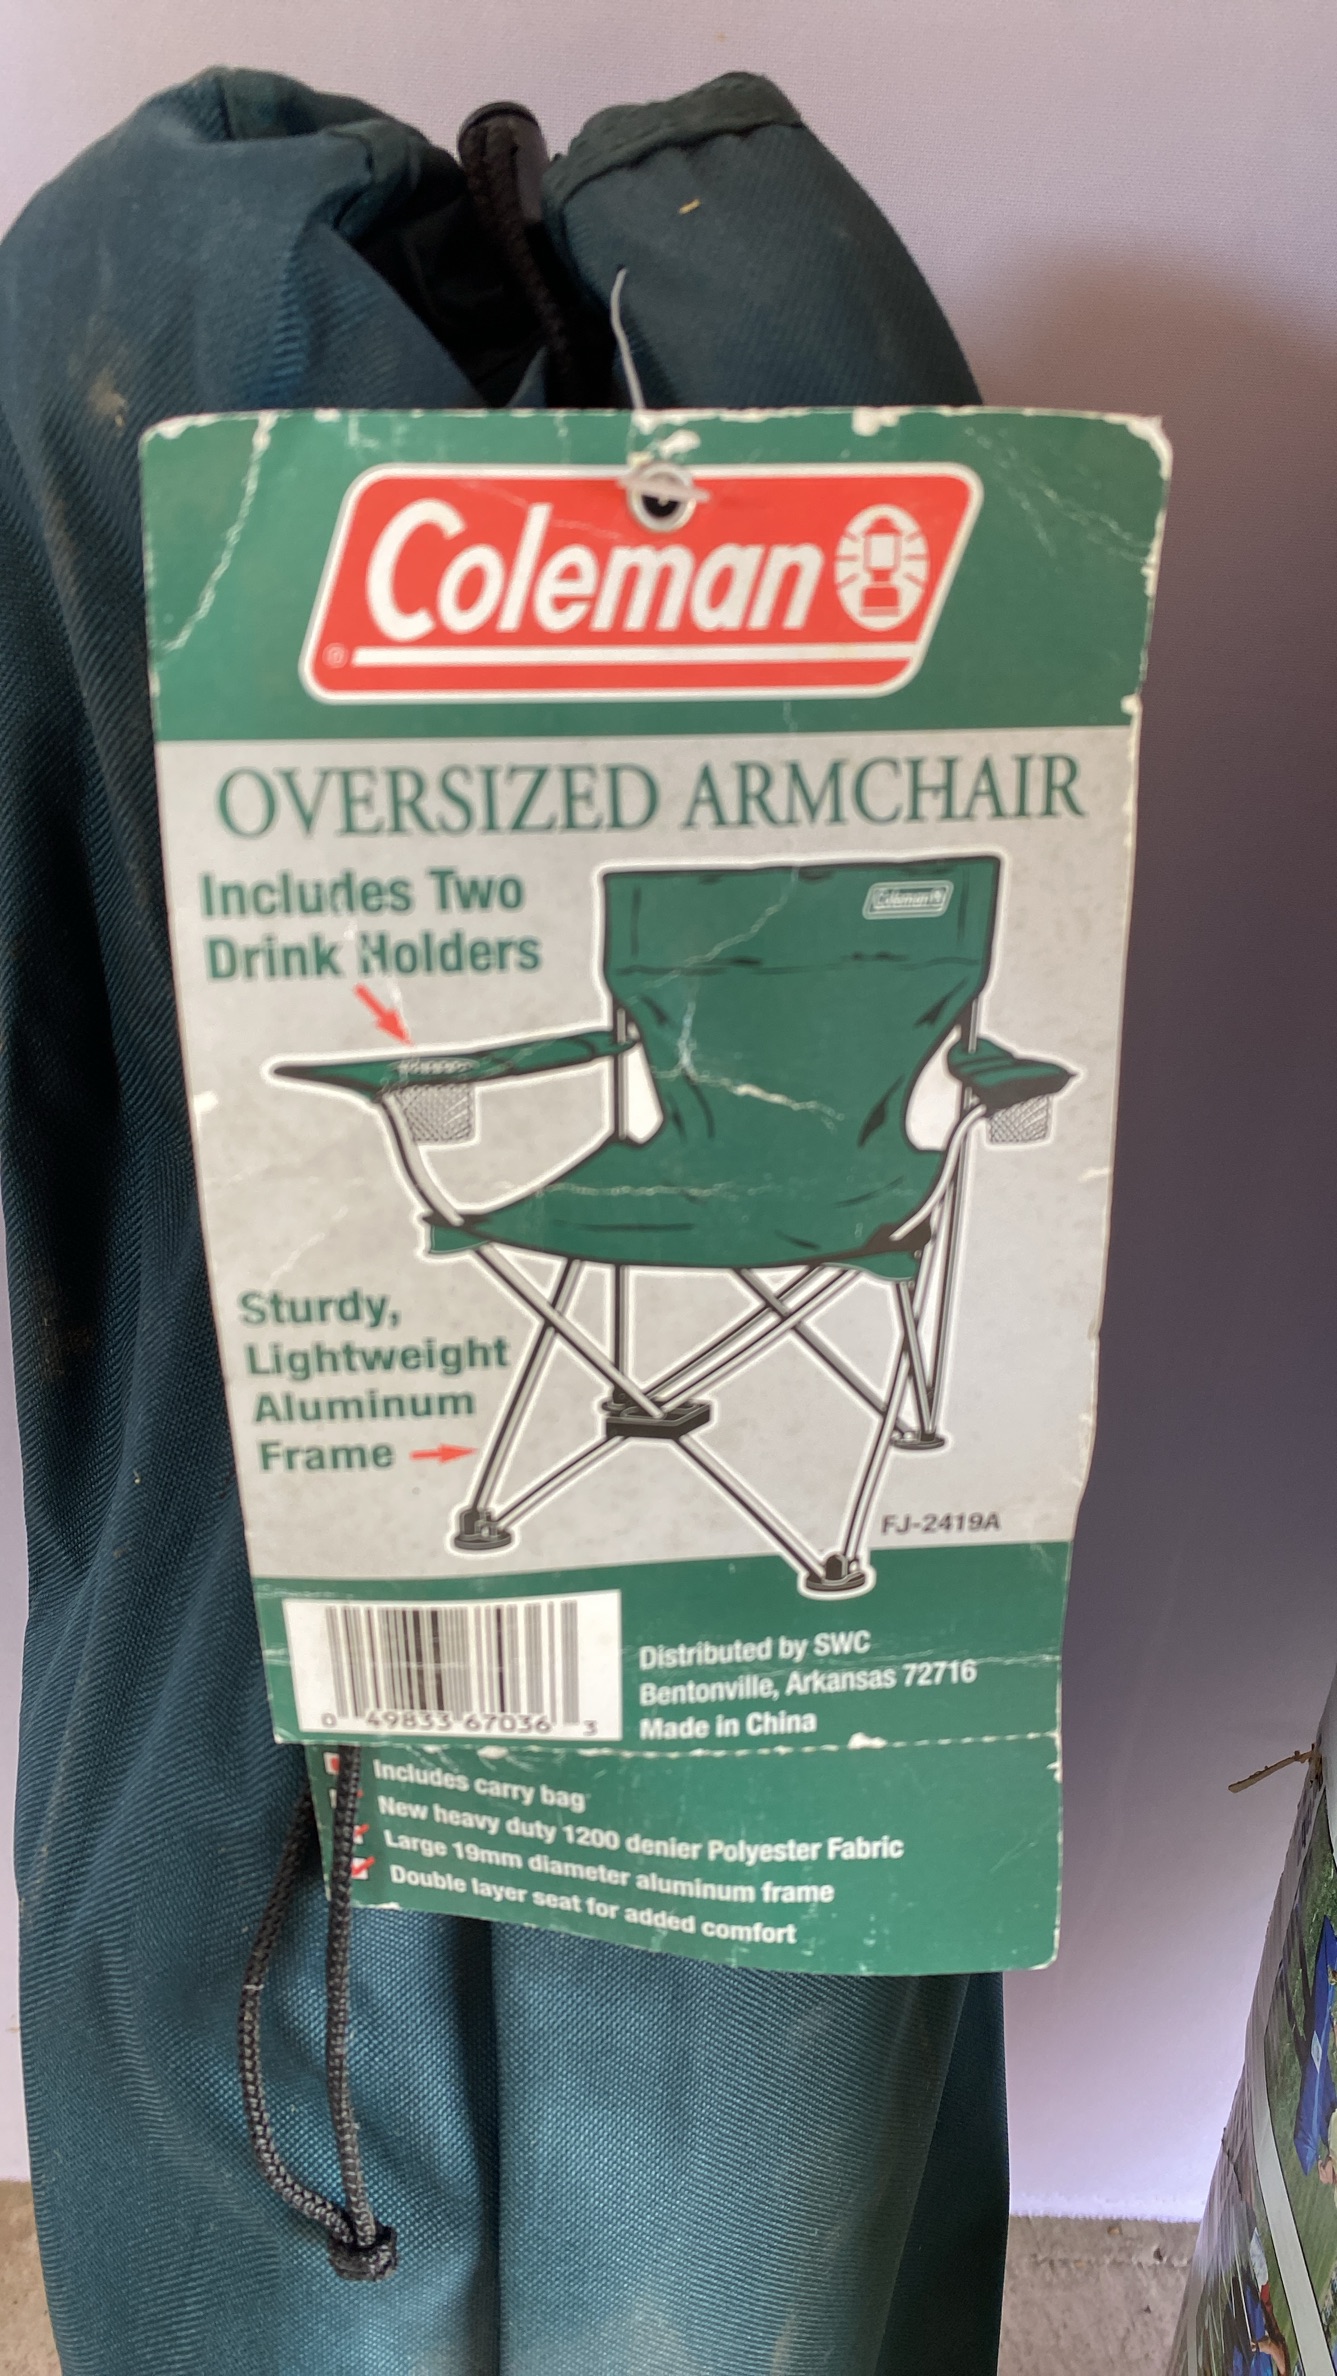 Coleman
®
OVERSIZED ARMCHAIR
Includes Two
Drink Holders
Coleman
Sturdy,
Lightweight
Aluminum
Frame
FJ-2419A
0 49833 67036 3
Distributed by SWC
Bentonville, Arkansas 72716
Made in China
Includes carry bag
New heavy duty 1200 denier Polyester Fabric
Large 19mm diameter aluminum frame
Double layer seat for added comfort